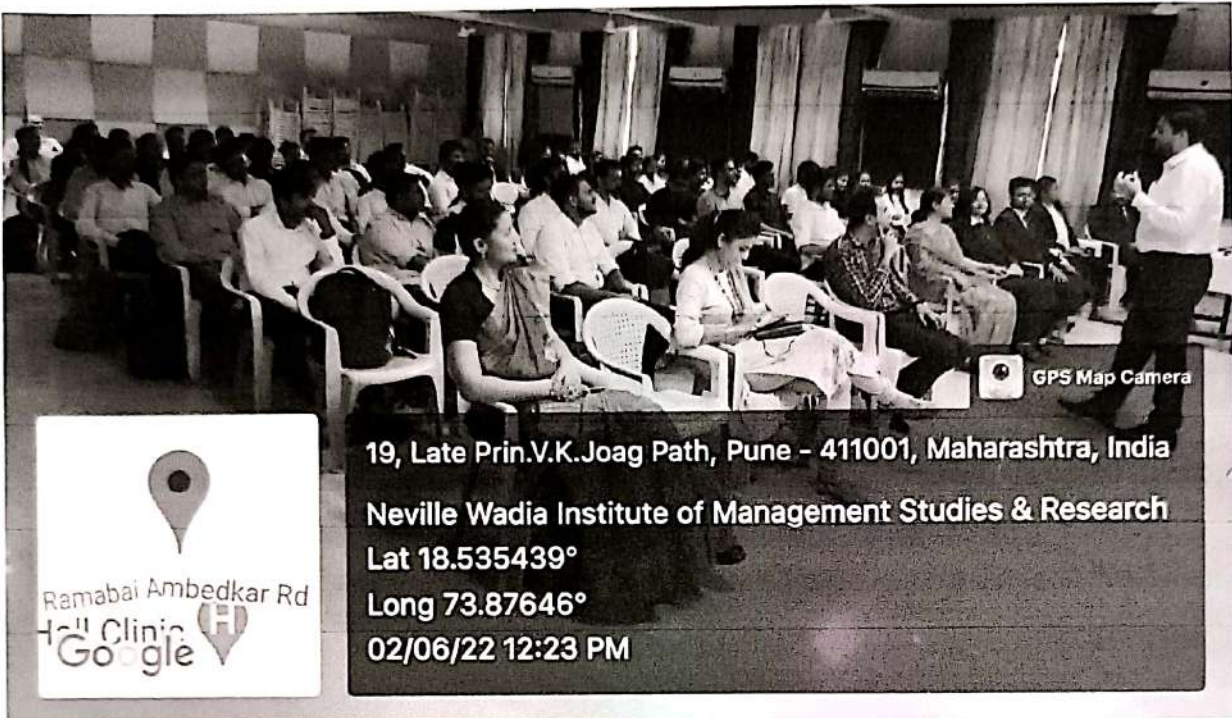 GPS Map Camera
19, Late Prin.V.K.Joag Path, Pune - 411001, Maharashtra, India
Neville Wadia Institute of Management Studies & Research
Lat 18.535439°
Long 73.87646°
02/06/22 12:23 PM
Ramabai Ambedkar Rd
Clinic H
Google